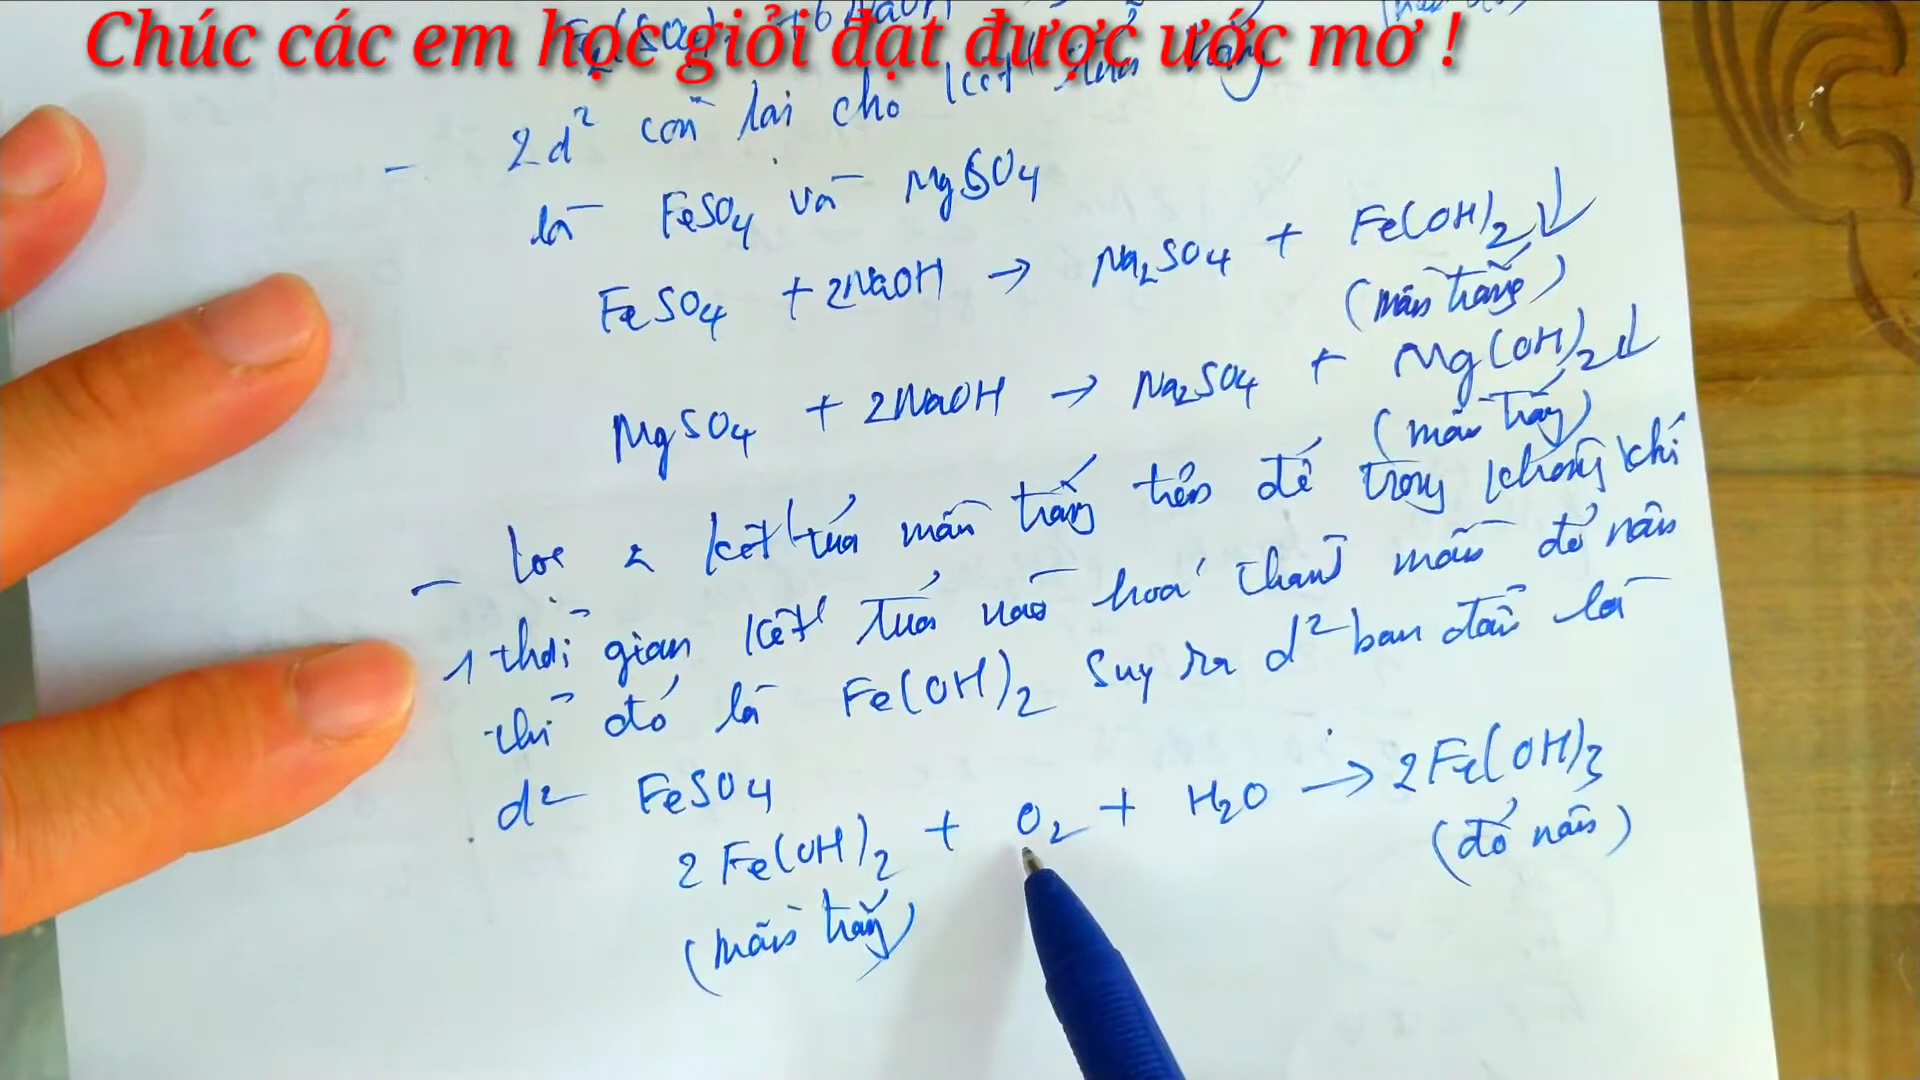 Chúc các em học giỏi đạt được ước mơ !
- 2d² còn lại cho kết tủa
là FeSO4 và MgSO4
FeSO4 + 2NaOH → Na2SO4 + Fe(OH)2↓
(màu trắng)
MgSO4 + 2NaOH → Na2SO4 + Mg(OH)2↓
(màu trắng)
- lọc 2 kết tủa màu trắng trên để trong không khí
1 thời gian kết tủa nào hoá thành màu đỏ nâu
thì đó là Fe(OH)2 suy ra d² ban đầu là
d² FeSO4
2Fe(OH)2 + O2 + H2O → 2Fe(OH)3
(màu trắng) (đỏ nâu)